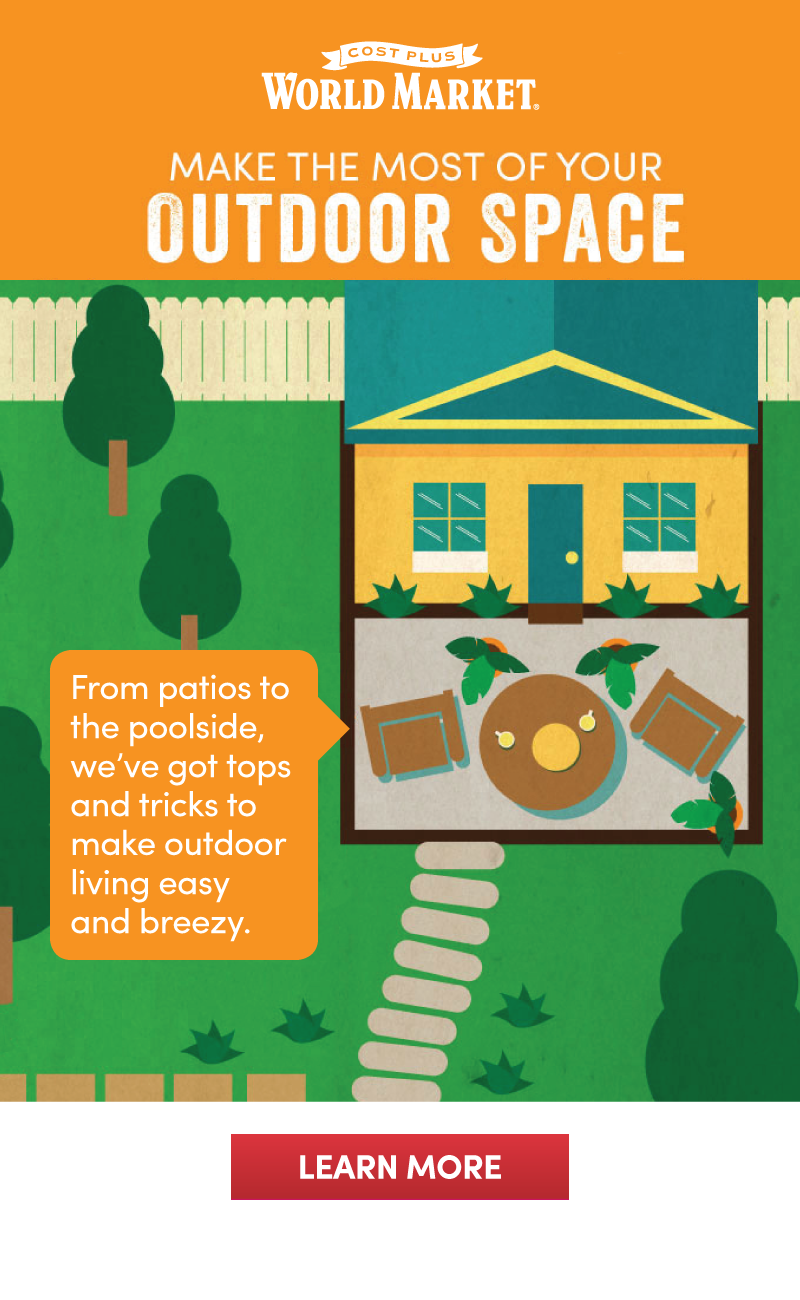 COST PLUS
WORLD MARKET.
MAKE THE MOST OF YOUR
OUTDOOR SPACE
From patios to
the poolside,
we've got tops
and tricks to
make outdoor
living easy
and breezy.
LEARN MORE